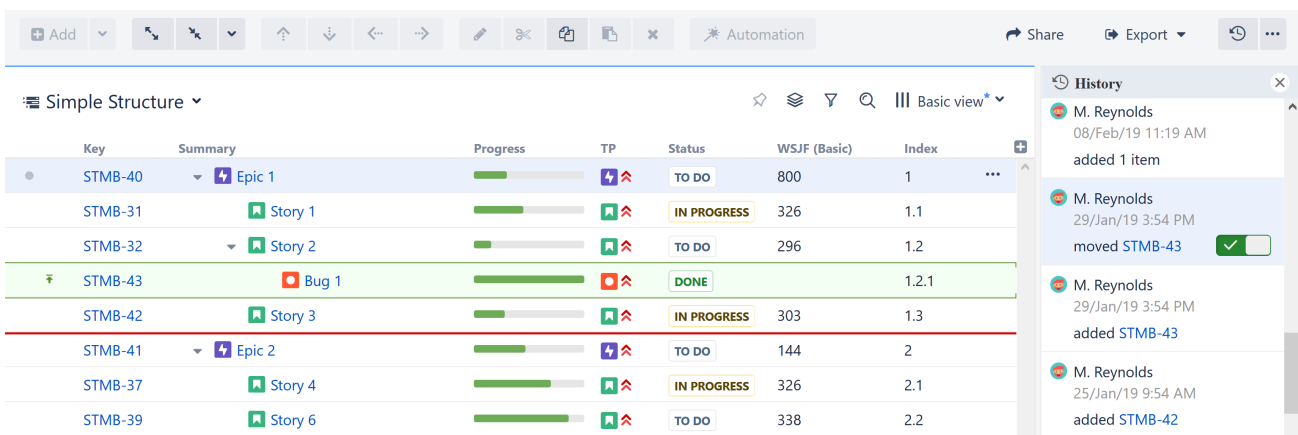 Add
Automation
Share
Export
Simple Structure
Basic view*
Key Summary Progress TP Status WSJF (Basic) Index
STMB-40 Epic 1 TO DO 800 1
STMB-31 Story 1 IN PROGRESS 326 1.1
STMB-32 Story 2 TO DO 296 1.2
STMB-43 Bug 1 DONE 1.2.1
STMB-42 Story 3 IN PROGRESS 303 1.3
STMB-41 Epic 2 TO DO 144 2
STMB-37 Story 4 IN PROGRESS 326 2.1
STMB-39 Story 6 TO DO 338 2.2
History
M. Reynolds
08/Feb/19 11:19 AM
added 1 item
M. Reynolds
29/Jan/19 3:54 PM
moved STMB-43
M. Reynolds
29/Jan/19 3:54 PM
added STMB-43
M. Reynolds
25/Jan/19 9:54 AM
added STMB-42